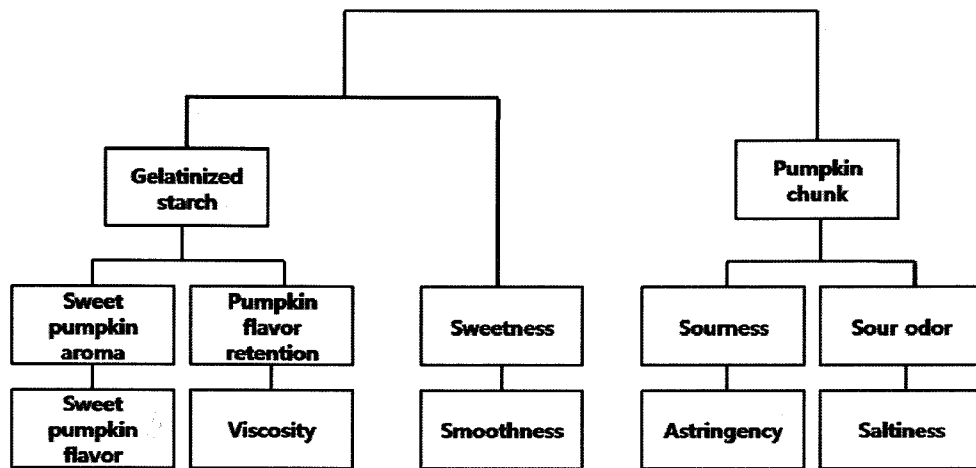 Gelatinized
starch
Pumpkin
chunk
Sweet
pumpkin
aroma
Pumpkin
flavor
retention
Sweetness
Sourness
Sour odor
Sweet
pumpkin
flavor
Viscosity
Smoothness
Astringency
Saltiness